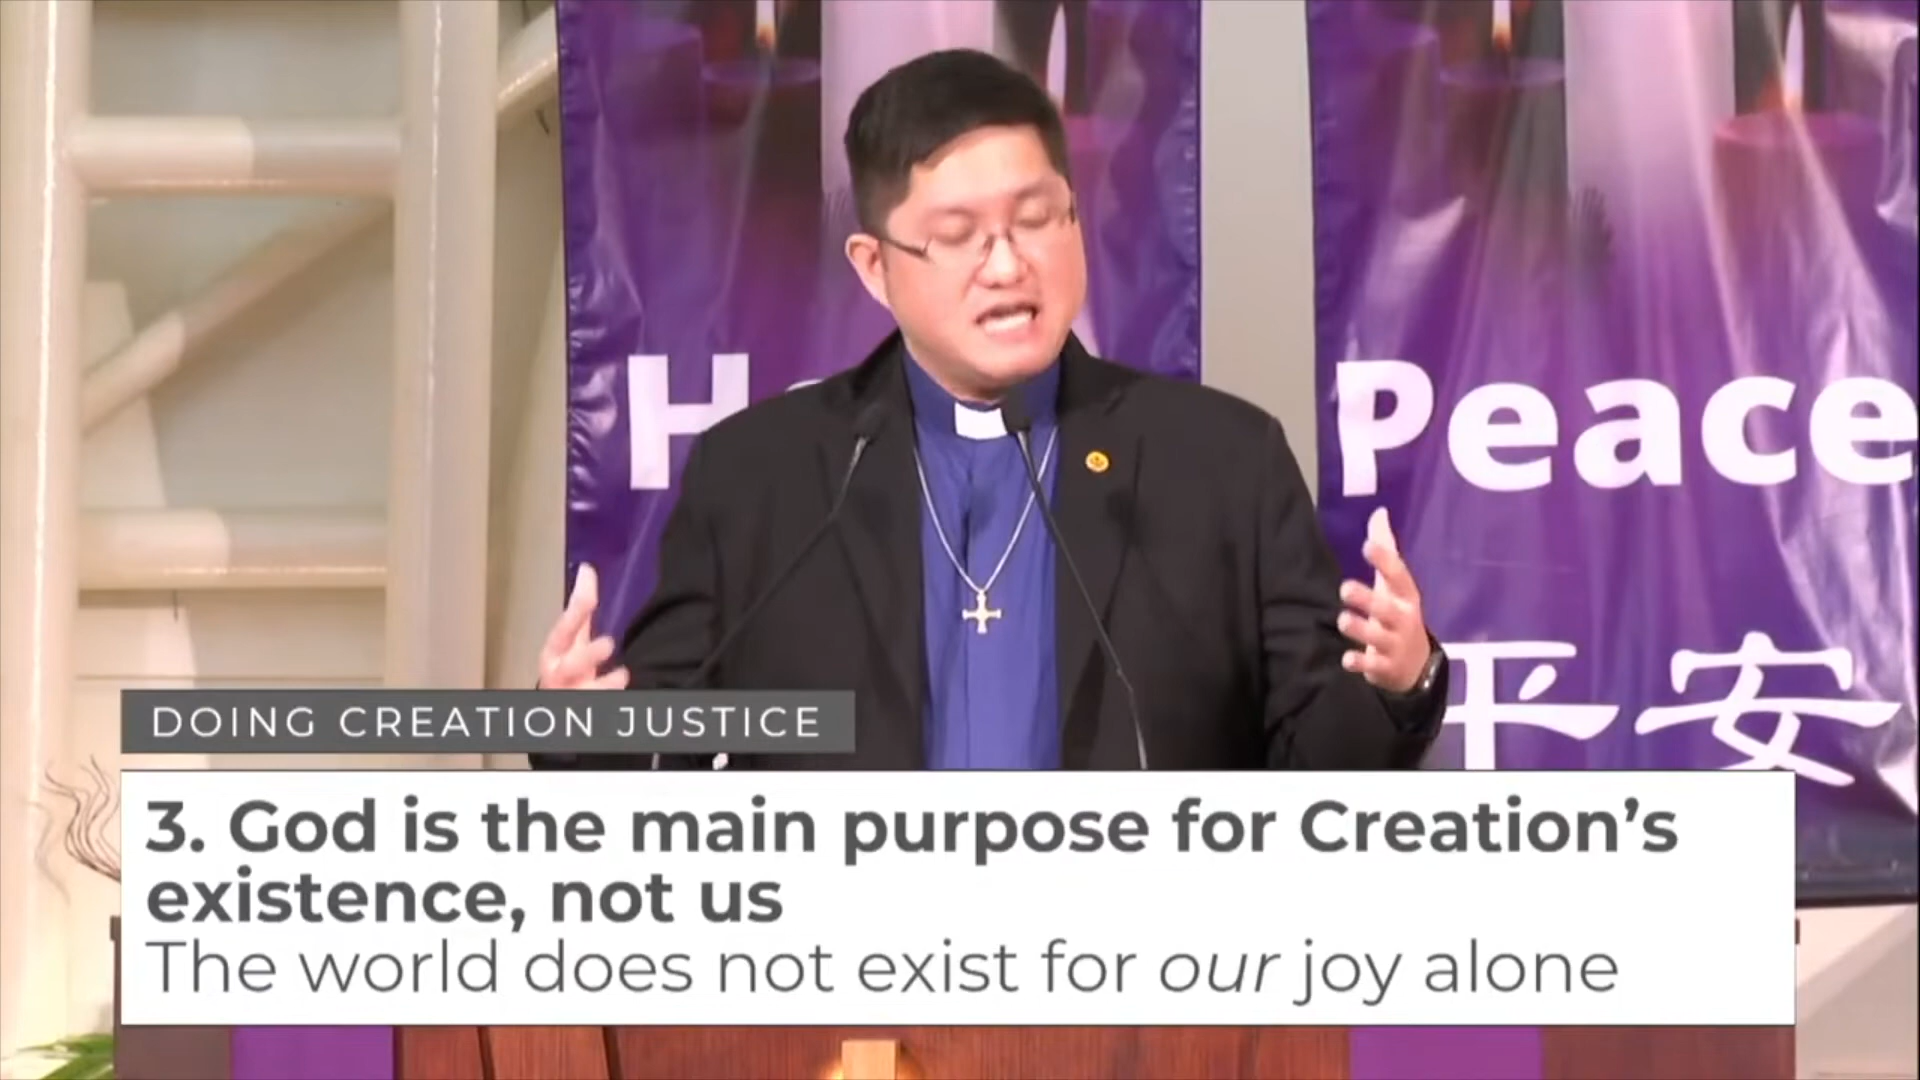 Peace
平安
DOING CREATION JUSTICE
3. God is the main purpose for Creation’s
existence, not us
The world does not exist for our joy alone